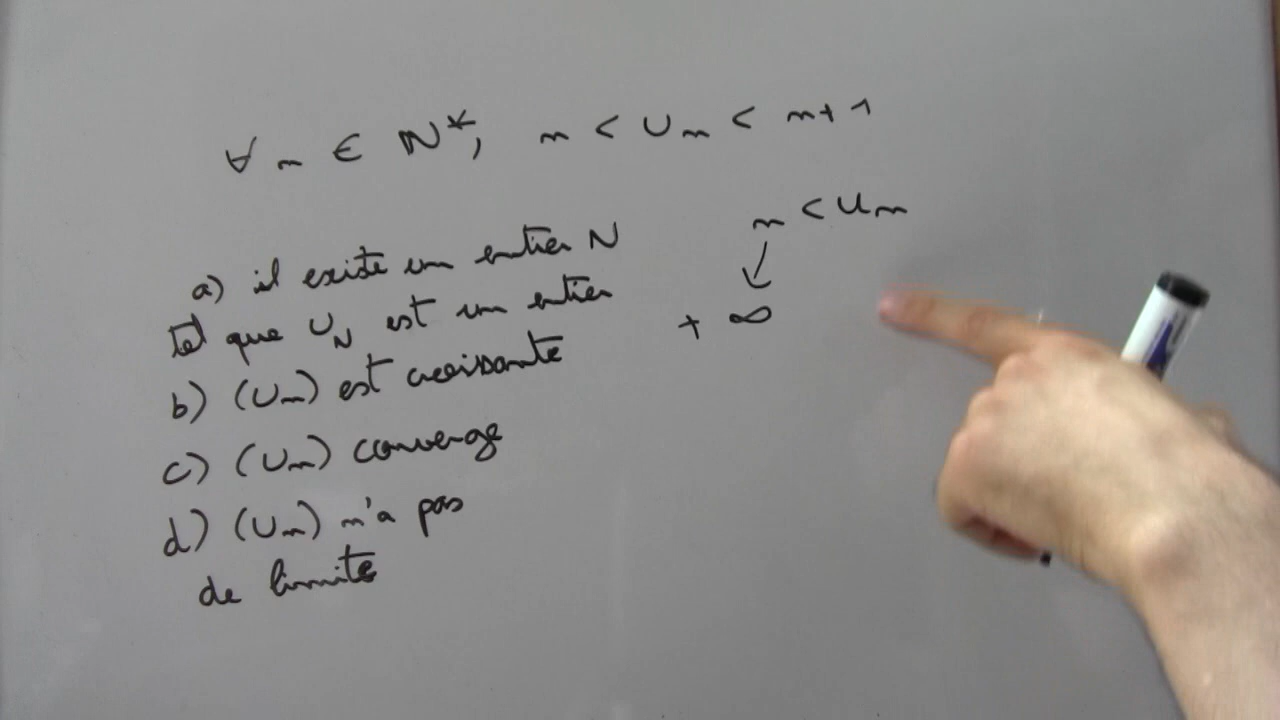 ∀ n ∈ ℕ*, n < Un < n+1
a) il existe un entier N
tel que U_N est un entier
b) (Un) est croissante
c) (Un) converge
d) (Un) n'a pas
de limite
n < Un
↓
+ ∞